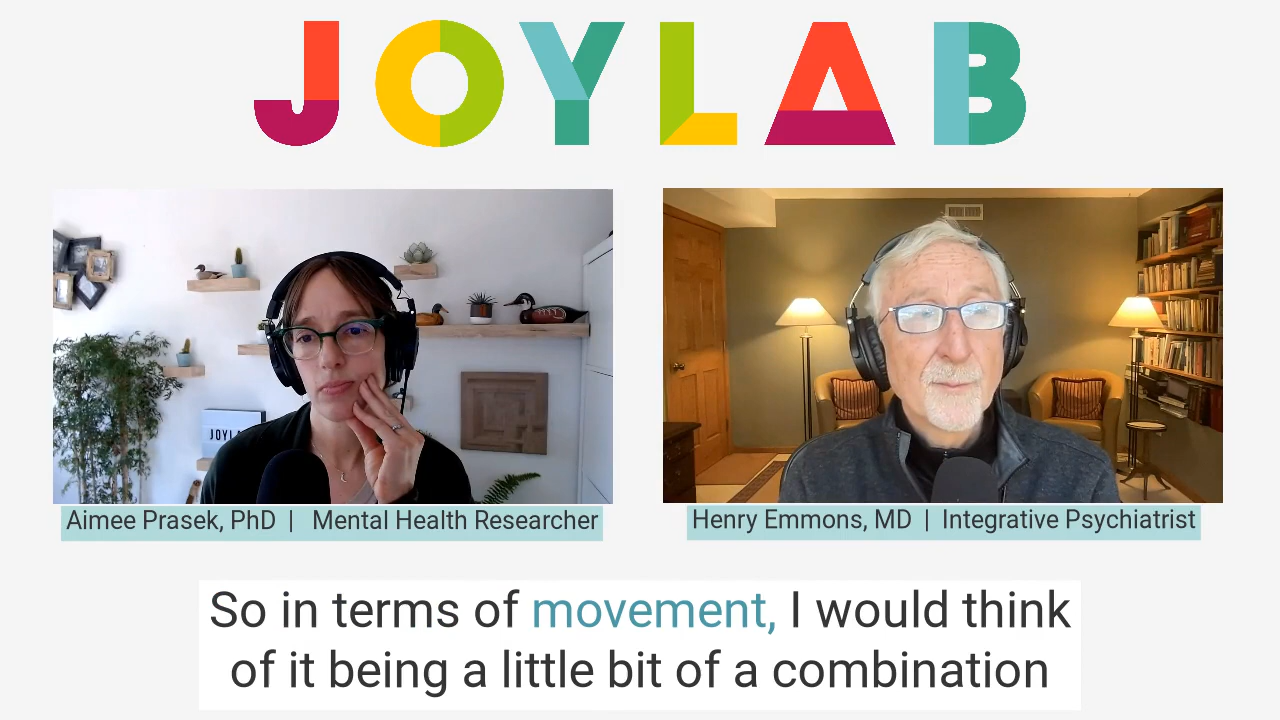 JOYLAB
JOYL
Aimee Prasek, PhD | Mental Health Researcher
Henry Emmons, MD | Integrative Psychiatrist
So in terms of movement, I would think
of it being a little bit of a combination